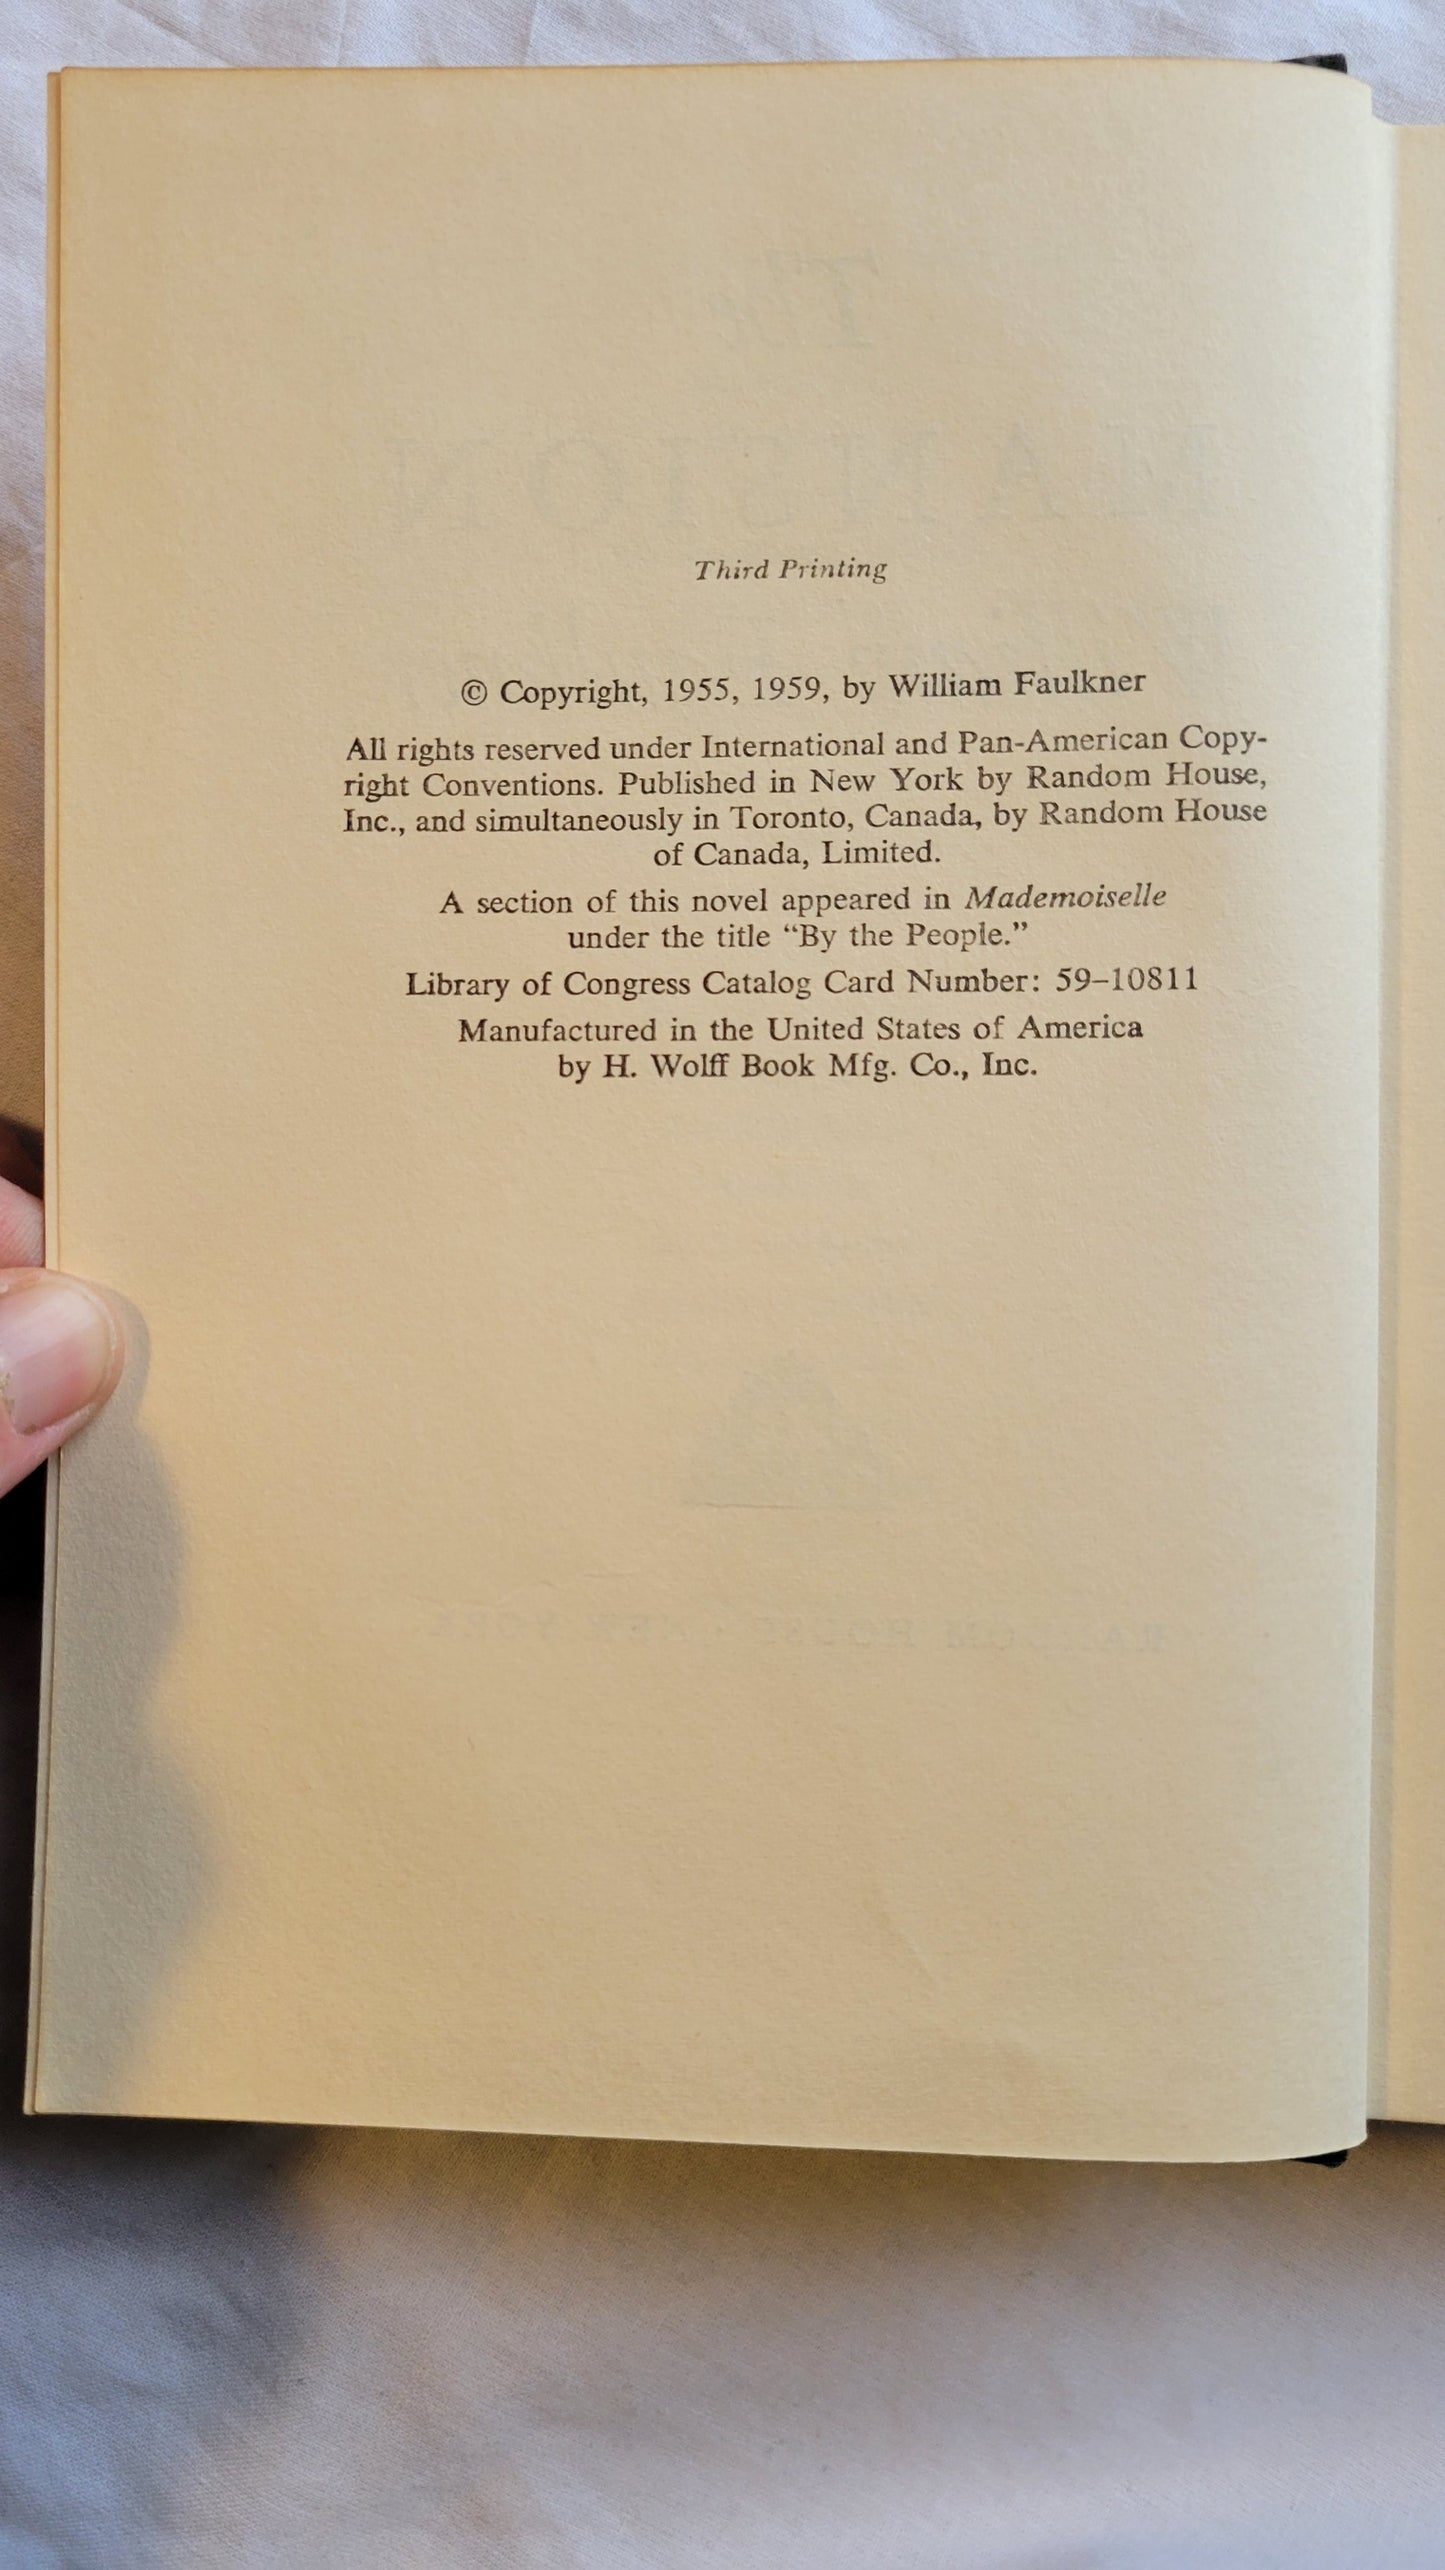 Third Printing
© Copyright, 1955, 1959, by William Faulkner
All rights reserved under International and Pan-American Copy-
right Conventions. Published in New York by Random House,
Inc., and simultaneously in Toronto, Canada, by Random House
of Canada, Limited.
A section of this novel appeared in Mademoiselle
under the title “By the People.”
Library of Congress Catalog Card Number: 59–10811
Manufactured in the United States of America
by H. Wolff Book Mfg. Co., Inc.